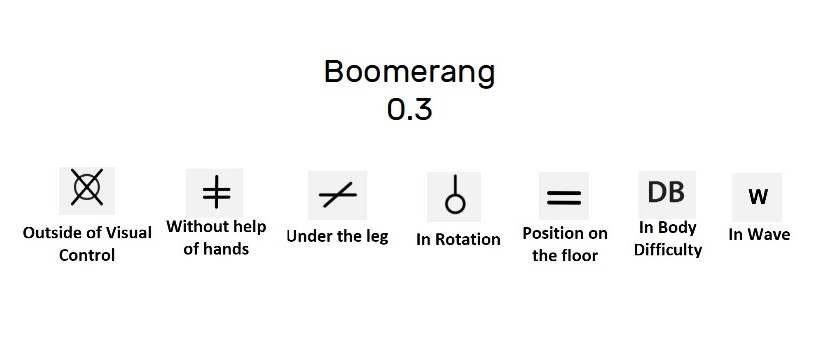 Boomerang
0.3
DB
W
Outside of Visual
Control
Without help
of hands
Under the leg
In Rotation
Position on
the floor
In Body
Difficulty
In Wave